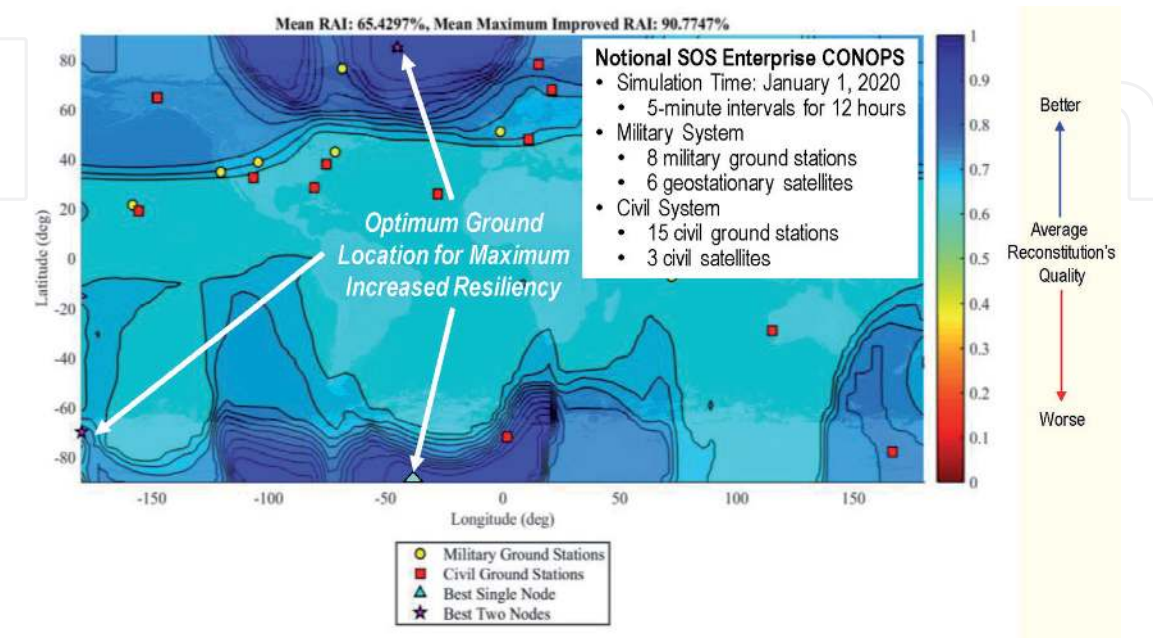 Mean RAI: 65.4297%, Mean Maximum Improved RAI: 90.7747%
80
60
40
20
0
-20
-40
-60
-80
Latitude (deg)
-150
-100
-50
0
50
100
150
Longitude (deg)
Notional SOS Enterprise CONOPS
• Simulation Time: January 1, 2020
• 5-minute intervals for 12 hours
• Military System
• 8 military ground stations
• 6 geostationary satellites
• Civil System
• 15 civil ground stations
• 3 civil satellites
Optimum Ground
Location for Maximum
Increased Resiliency
1
0.9
0.8
0.7
0.6
0.5
0.4
0.3
0.2
0.1
0
Better
Average
Reconstitution's
Quality
Worse
Military Ground Stations
Civil Ground Stations
Best Single Node
Best Two Nodes